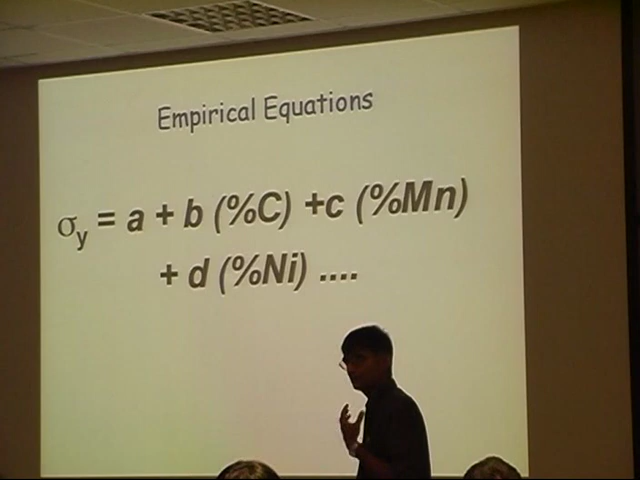 Empirical Equations
σy = a + b (%C) +c (%Mn)
+ d (%Ni) ....